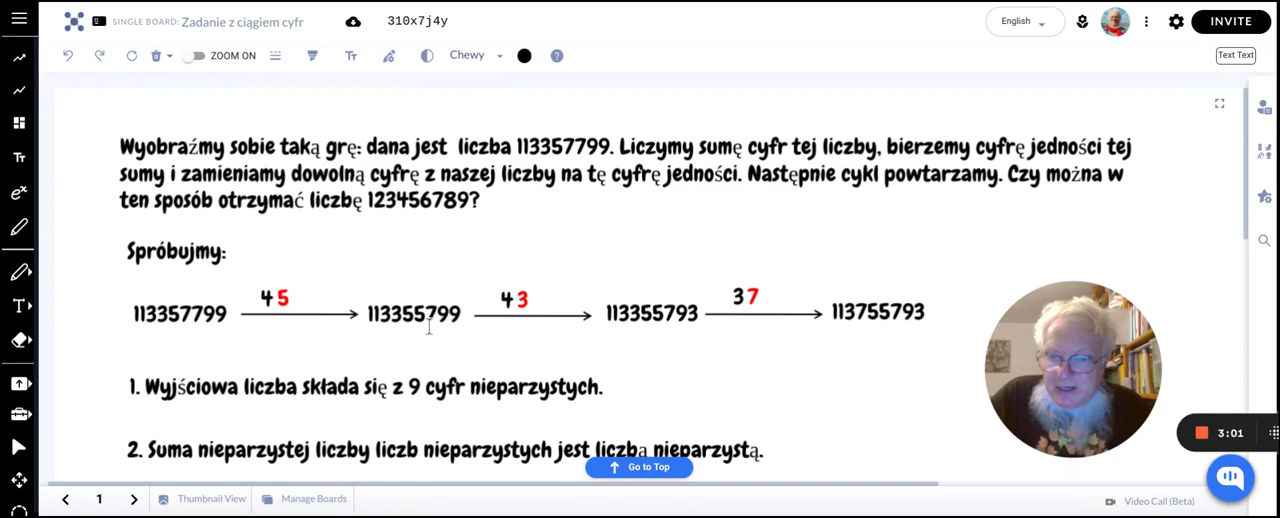 SINGLE BOARD: Zadanie z ciągiem cyfr
310x7j4y
English
INVITE
ZOOM ON
Chewy
Text Text
Wyobraźmy sobie taką grę: dana jest liczba 113357799. Liczymy sumę cyfr tej liczby, bierzemy cyfrę jedności tej
sumy i zamieniamy dowolną cyfrę z naszej liczby na tę cyfrę jedności. Następnie cykl powtarzamy. Czy można w
ten sposób otrzymać liczbę 123456789?
Spróbujmy:
45 43 37
113357799 113355799 113355793 113755793
1. Wyjściowa liczba składa się z 9 cyfr nieparzystych.
2. Suma nieparzystej liczby liczb nieparzystych jest liczbą nieparzystą.
Go to Top
3:01
1
Thumbnail View
Manage Boards
Video Call (Beta)